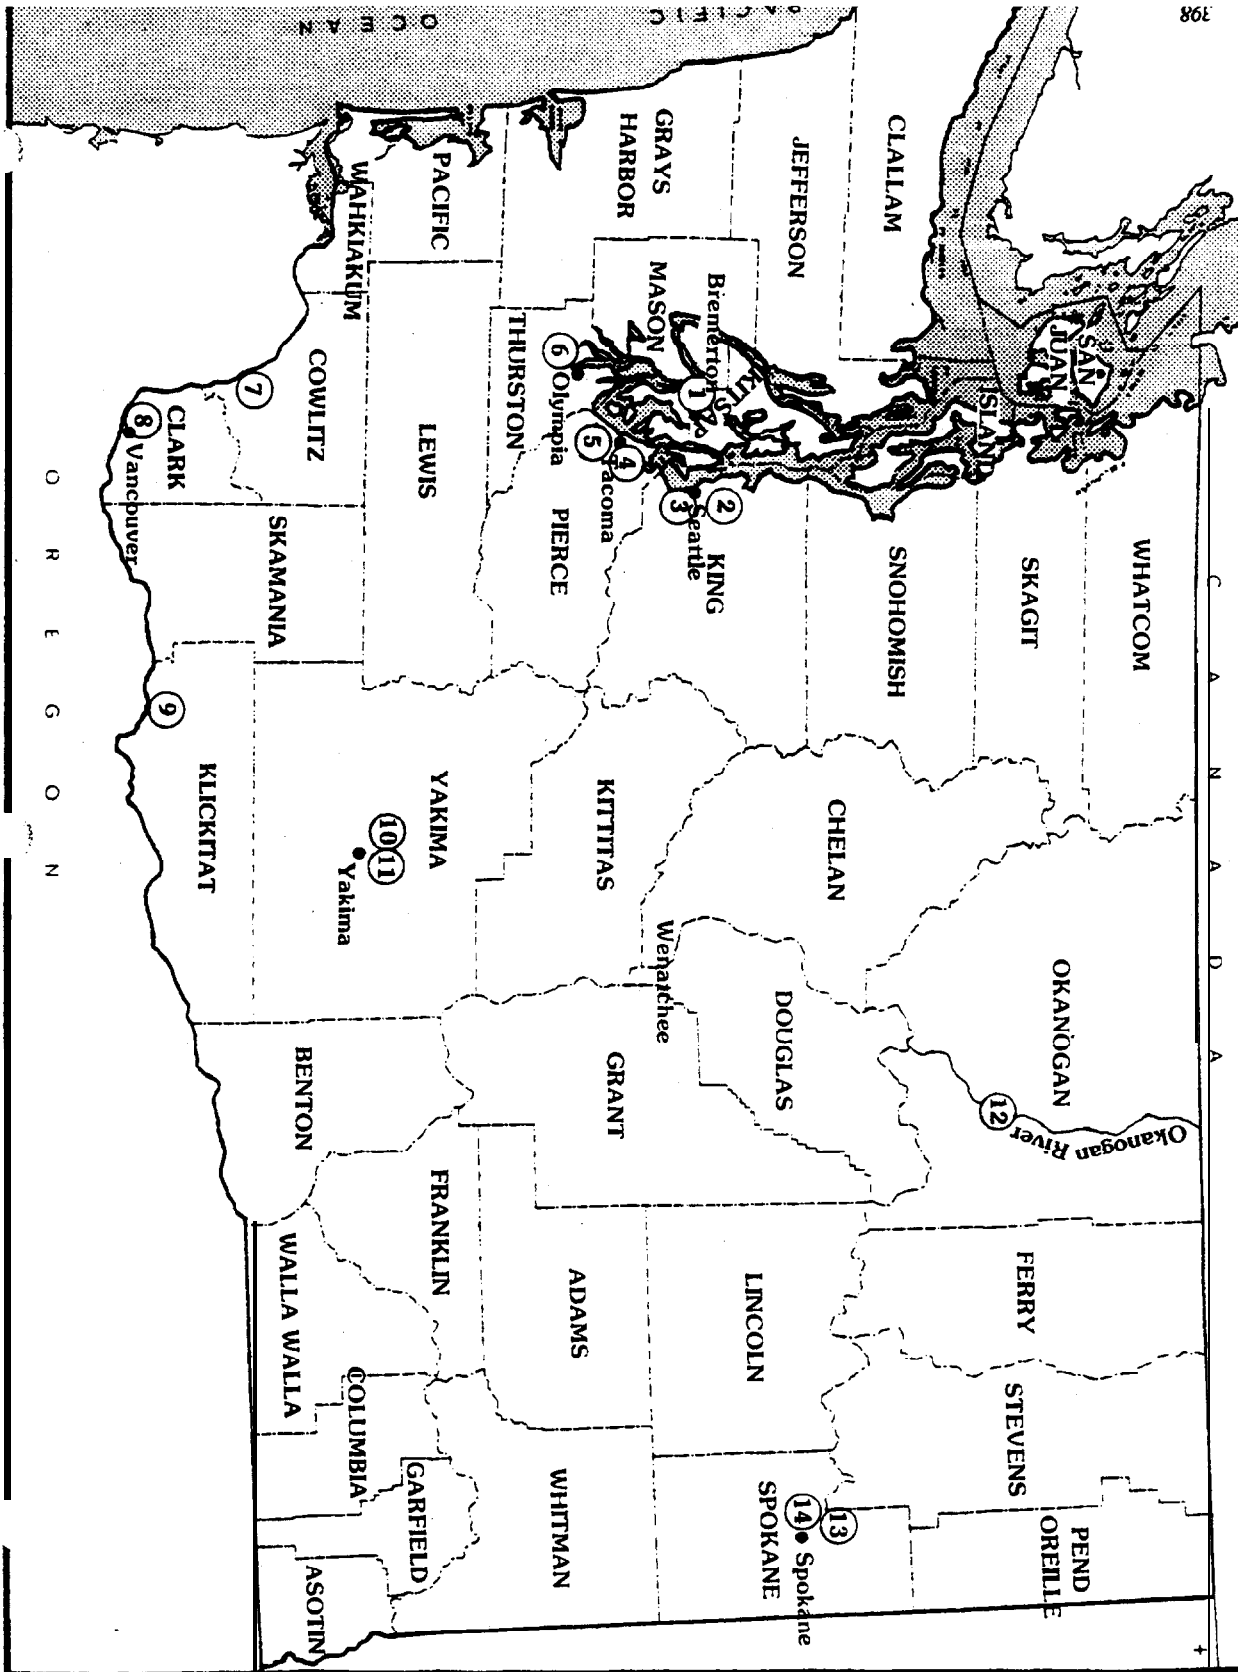 398
PACIFIC
OCEAN
CANADA
OREGON
CLALLAM
JEFFERSON
GRAYS
HARBOR
MASON
Bremerton
KITSAP
SAN
JUAN
ISLAND
WHATCOM
SKAGIT
SNOHOMISH
KING
Seattle
Tacoma
PIERCE
Olympia
THURSTON
PACIFIC
WAHKIAKUM
LEWIS
COWLITZ
CLARK
Vancouver
SKAMANIA
KLICKITAT
YAKIMA
Yakima
KITTITAS
CHELAN
Wenatchee
DOUGLAS
OKANOGAN
Okanogan River
GRANT
BENTON
FRANKLIN
WALLA WALLA
ADAMS
LINCOLN
FERRY
STEVENS
PEND
OREILLE
SPOKANE
Spokane
WHITMAN
COLUMBIA
GARFIELD
ASOTIN
1
2
3
4
5
6
7
8
9
10
11
12
13
14